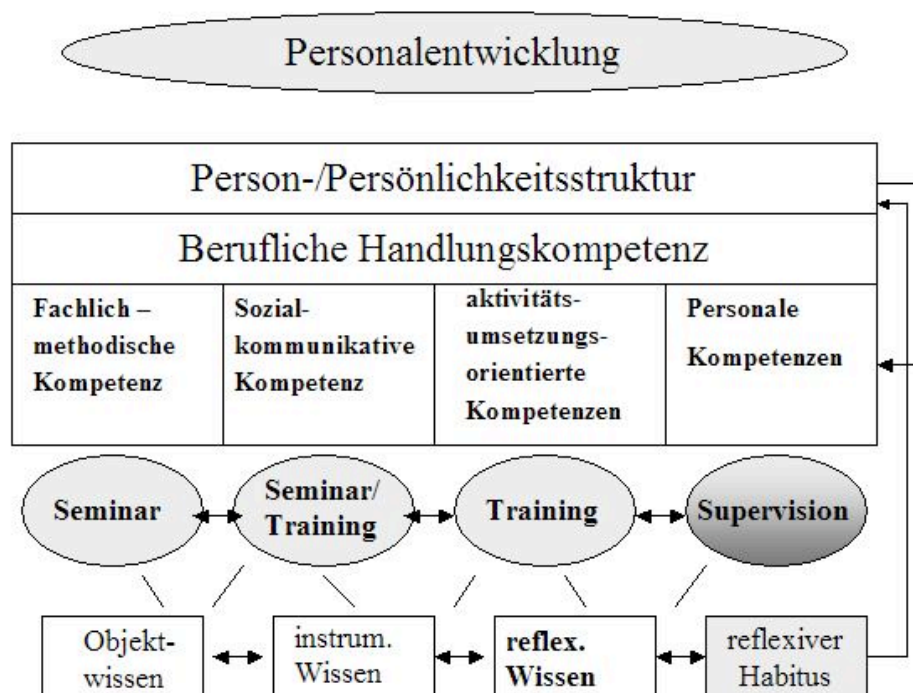 Personalentwicklung
Person-/Persönlichkeitsstruktur
Berufliche Handlungskompetenz
Fachlich –
methodische
Kompetenz
Sozial-
kommunikative
Kompetenz
aktivitäts-
umsetzungs-
orientierte
Kompetenzen
Personale
Kompetenzen
Seminar
Seminar/
Training
Training
Supervision
Objekt-
wissen
instrum.
Wissen
reflex.
Wissen
reflexiver
Habitus